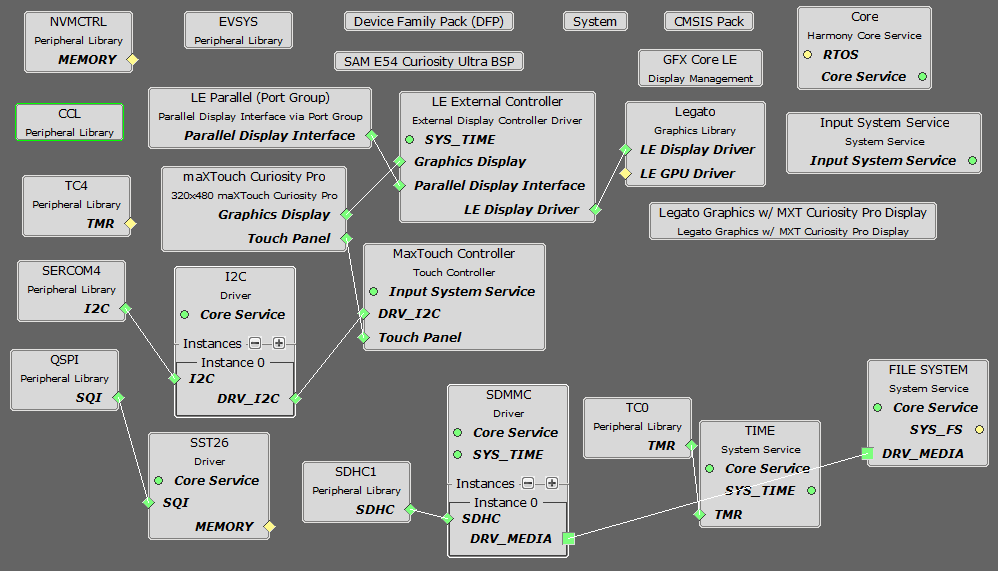 NVMCTRL
Peripheral Library
MEMORY
EVSYS
Peripheral Library
Device Family Pack (DFP)
System
CMSIS Pack
Core
Harmony Core Service
RTOS
Core Service
SAM E54 Curiosity Ultra BSP
GFX Core LE
Display Management
CCL
Peripheral Library
LE Parallel (Port Group)
Parallel Display Interface via Port Group
Parallel Display Interface
LE External Controller
External Display Controller Driver
SYS_TIME
Graphics Display
Parallel Display Interface
LE Display Driver
Legato
Graphics Library
LE Display Driver
LE GPU Driver
Input System Service
System Service
Input System Service
TC4
Peripheral Library
TMR
maXTouch Curiosity Pro
320x480 maXTouch Curiosity Pro
Graphics Display
Touch Panel
Legato Graphics w/ MXT Curiosity Pro Display
Legato Graphics w/ MXT Curiosity Pro Display
SERCOM4
Peripheral Library
I2C
I2C
Driver
Core Service
Instances
Instance 0
I2C
DRV_I2C
MaxTouch Controller
Touch Controller
Input System Service
DRV_I2C
Touch Panel
QSPI
Peripheral Library
SQI
SST26
Driver
Core Service
SQI
MEMORY
SDHC1
Peripheral Library
SDHC
SDMMC
Driver
Core Service
SYS_TIME
Instances
Instance 0
SDHC
DRV_MEDIA
TC0
Peripheral Library
TMR
TIME
System Service
Core Service
SYS_TIME
TMR
FILE SYSTEM
System Service
Core Service
SYS_FS
DRV_MEDIA